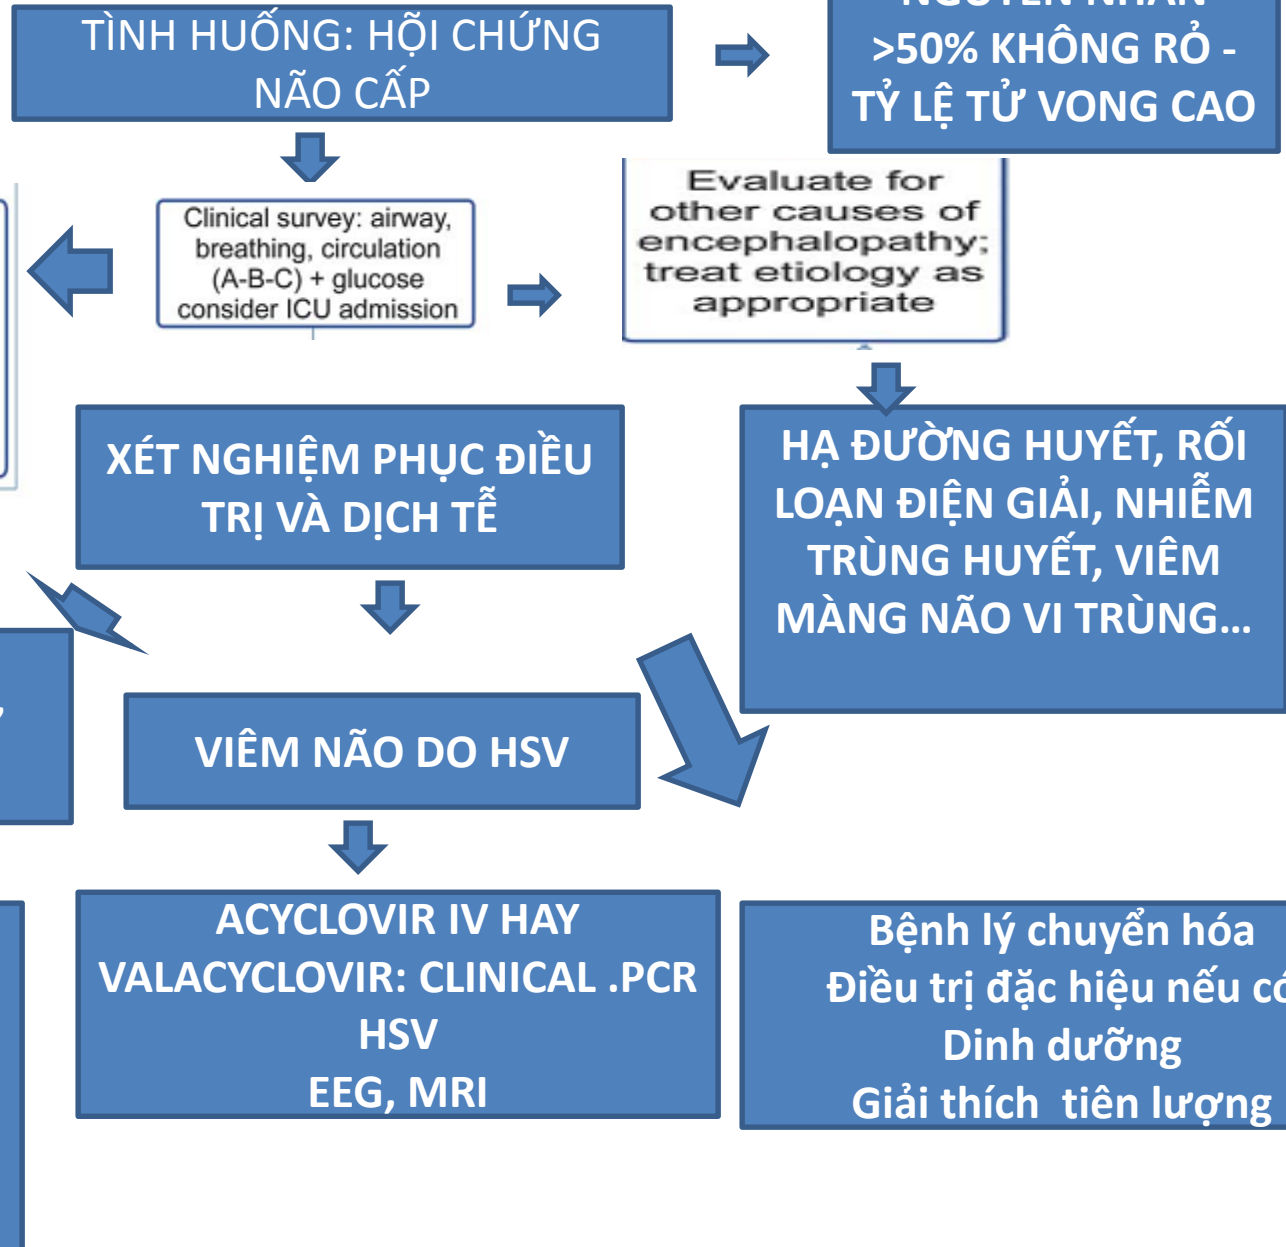 TÌNH HUỐNG: HỘI CHỨNG
NÃO CẤP
NGUYÊN NHÂN
>50% KHÔNG RỎ -
TỶ LỆ TỬ VONG CAO
Clinical survey: airway,
breathing, circulation
(A-B-C) + glucose
consider ICU admission
Evaluate for
other causes of
encephalopathy;
treat etiology as
appropriate
XÉT NGHIỆM PHỤC ĐIỀU
TRỊ VÀ DỊCH TỄ
HẠ ĐƯỜNG HUYẾT, RỐI
LOẠN ĐIỆN GIẢI, NHIỄM
TRÙNG HUYẾT, VIÊM
MÀNG NÃO VI TRÙNG...
,
VIÊM NÃO DO HSV
ACYCLOVIR IV HAY
VALACYCLOVIR: CLINICAL .PCR
HSV
EEG, MRI
Bệnh lý chuyển hóa
Điều trị đặc hiệu nếu có
Dinh dưỡng
Giải thích  tiên lượng